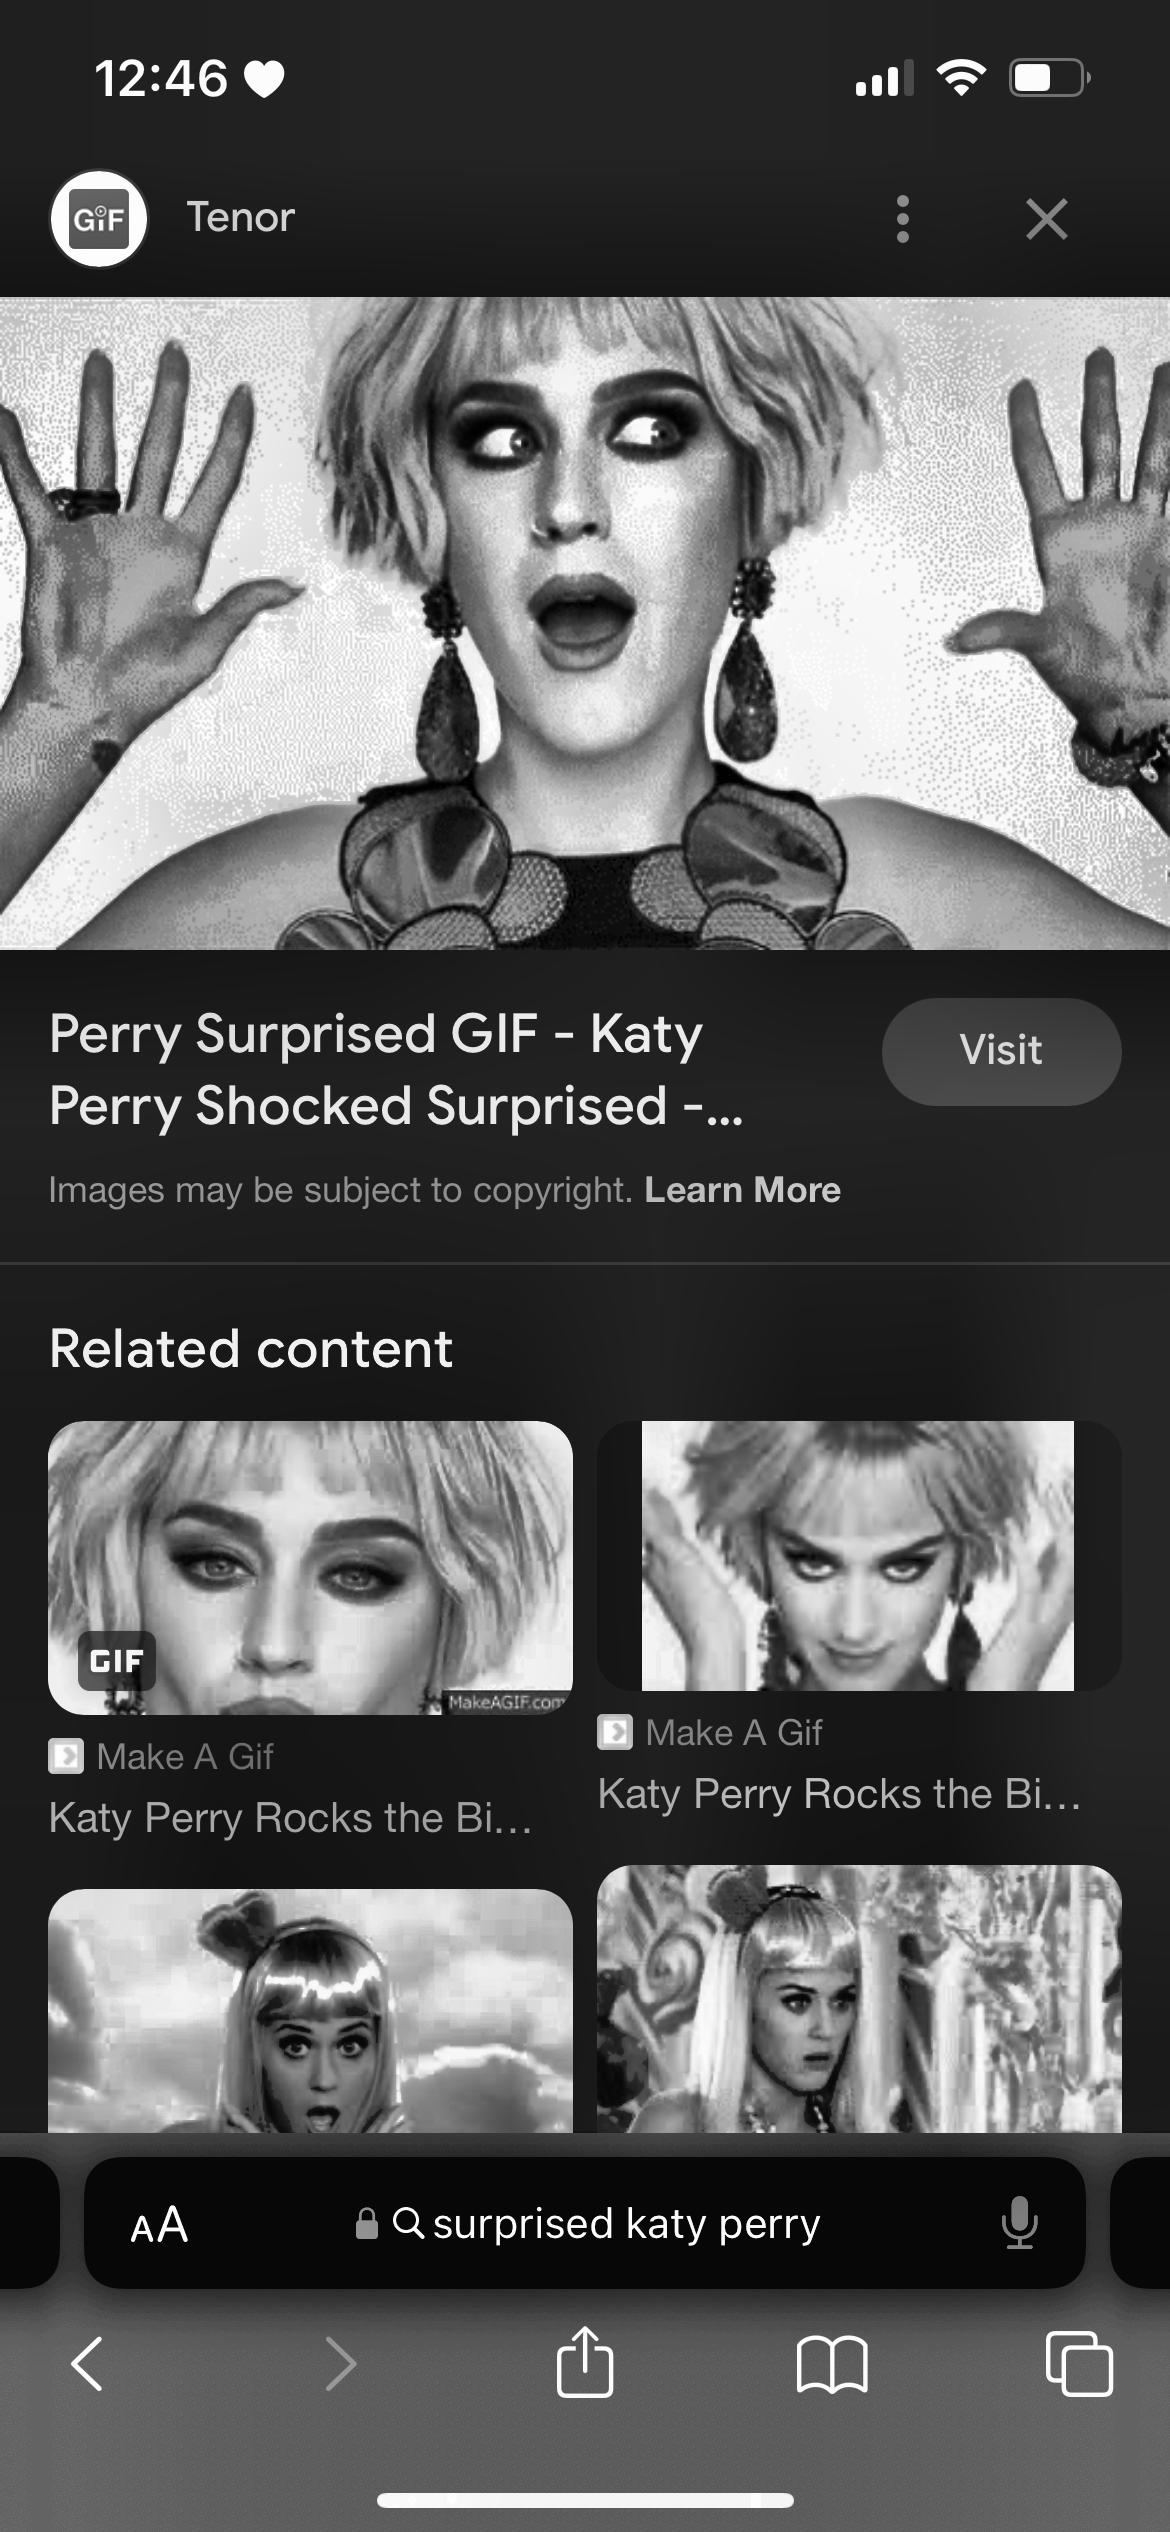 12:46
GIF
Tenor
Perry Surprised GIF - Katy
Perry Shocked Surprised -...
Visit
Images may be subject to copyright. Learn More
Related content
GIF
MakeAGIF.com
Make A Gif
Katy Perry Rocks the Bi...
Make A Gif
Katy Perry Rocks the Bi...
AA
surprised katy perry